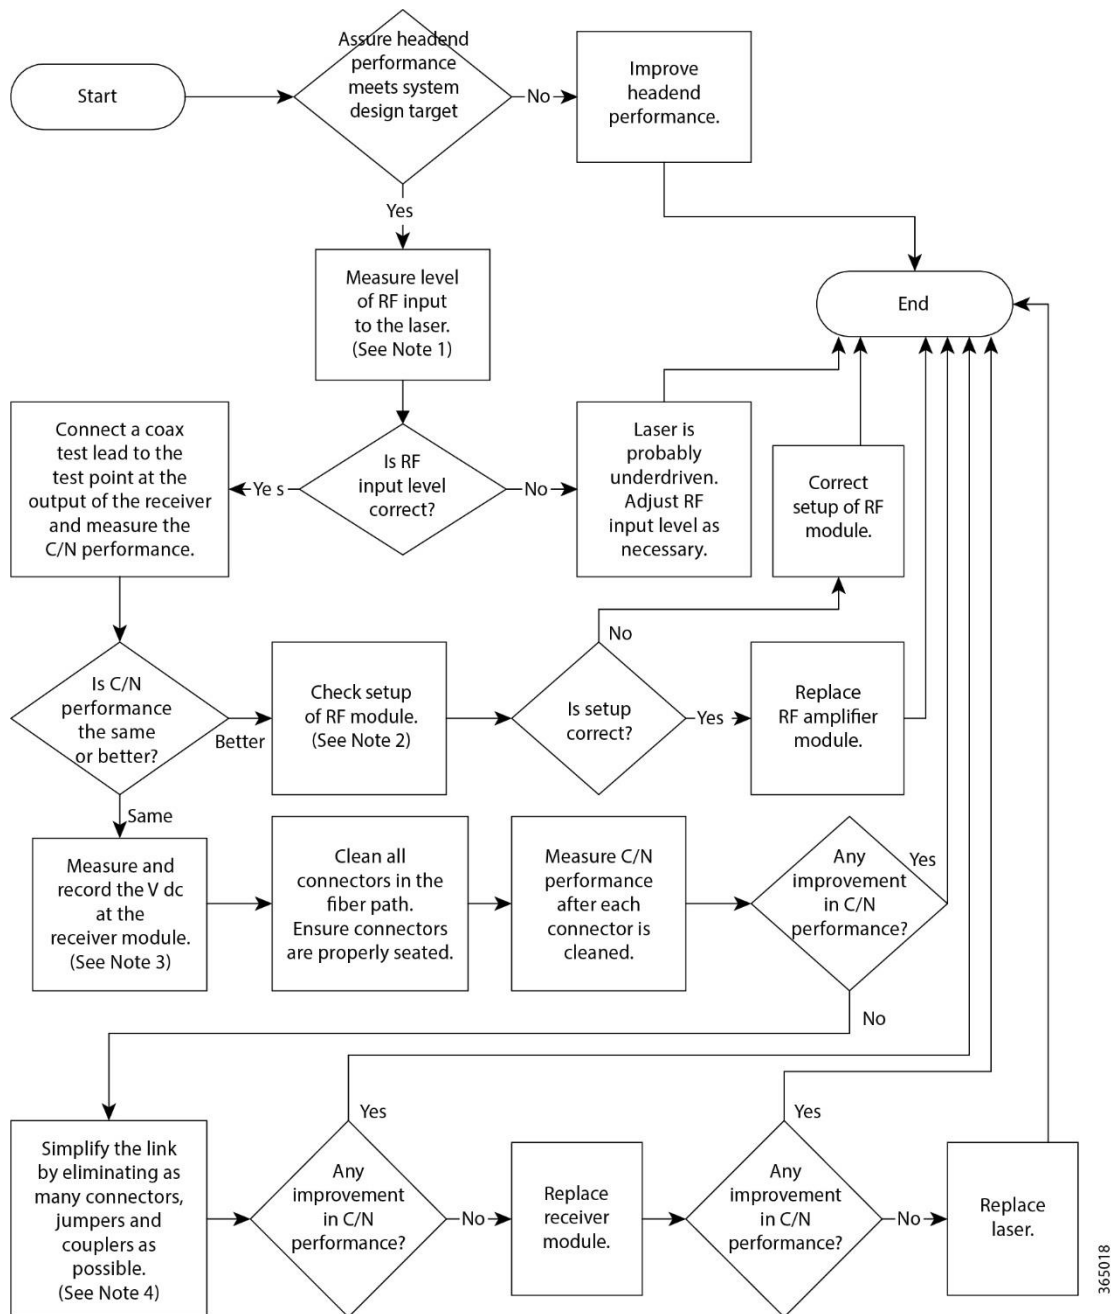 Start
Assure headend
performance
meets system
design target
No
Improve
headend
performance.
Yes
Measure level
of RF input
to the laser.
(See Note 1)
End
Connect a coax
test lead to the
test point at the
output of the receiver
and measure the
C/N performance.
Ye s
Is RF
input level
correct?
No
Laser is
probably
underdriven.
Adjust RF
input level as
necessary.
Correct
setup of RF
module.
No
Is C/N
performance
the same
or better?
Better
Check setup
of RF module.
(See Note 2)
Is setup
correct?
Yes
Replace
RF amplifier
module.
Same
Measure and
record the V dc
at the
receiver module.
(See Note 3)
Clean all
connectors in the
fiber path.
Ensure connectors
are properly seated.
Measure C/N
performance
after each
connector is
cleaned.
Any
improvement
in C/N
performance?
Yes
No
Simplify the link
by eliminating as
many connectors,
jumpers and
couplers as
possible.
(See Note 4)
Yes
Any
improvement
in C/N
performance?
No
Replace
receiver
module.
Yes
Any
improvement
in C/N
performance?
No
Replace
laser.
365018